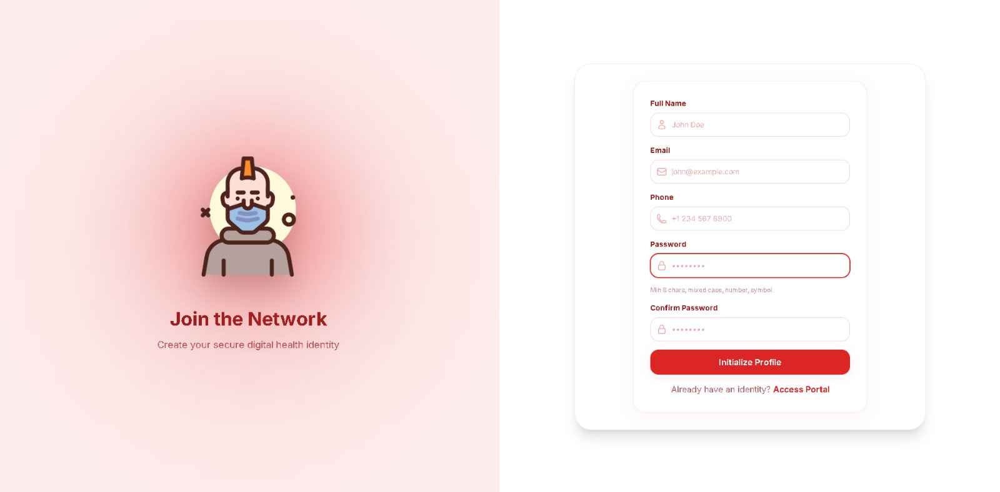 Join the Network
Create your secure digital health identity
Full Name
John Doe
Email
john@example.com
Phone
+1 234 567 8900
Password
••••••••
Min 8 chars, mixed case, number, symbol
Confirm Password
••••••••
Initialize Profile
Already have an identity? Access Portal